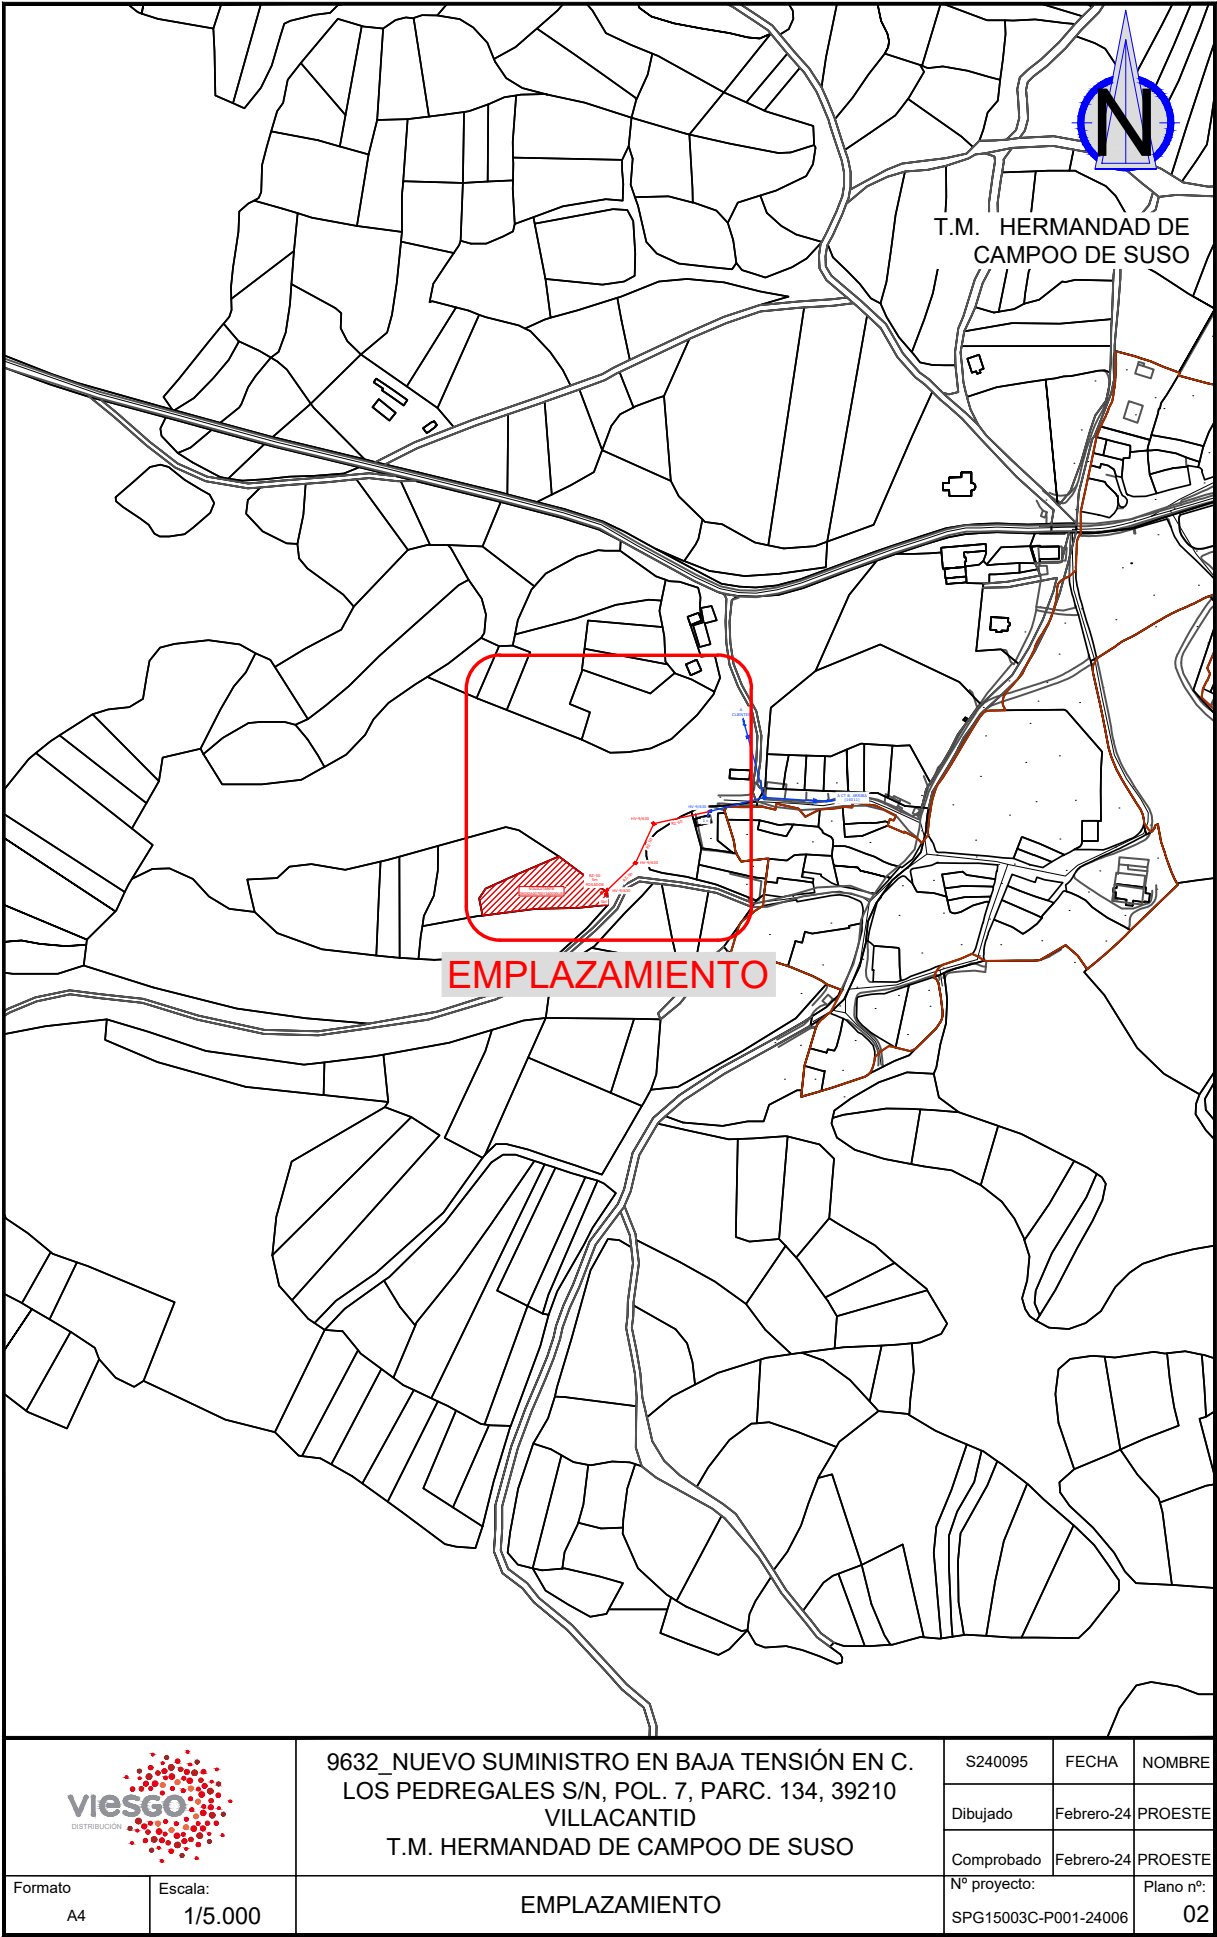 N
T.M. HERMANDAD DE
CAMPOO DE SUSO
EMPLAZAMIENTO
viesgo
DISTRIBUCIÓN
9632_NUEVO SUMINISTRO EN BAJA TENSIÓN EN C.
LOS PEDREGALES S/N, POL. 7, PARC. 134, 39210
VILLACANTID
T.M. HERMANDAD DE CAMPOO DE SUSO
S240095 FECHA NOMBRE
Dibujado Febrero-24 PROESTE
Comprobado Febrero-24 PROESTE
Formato
A4
Escala:
1/5.000
EMPLAZAMIENTO
Nº proyecto:
SPG15003C-P001-24006
Plano nº:
02